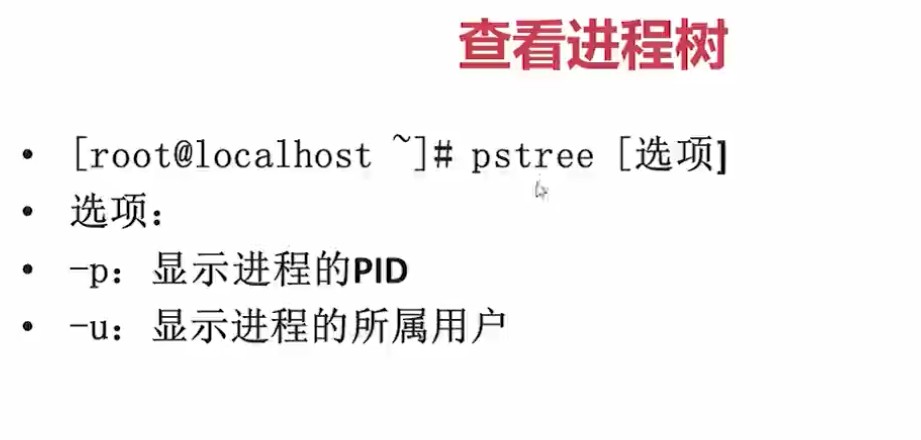 查看进程树
• [root@localhost ~]# pstree [选项]
• 选项：
• -p：显示进程的PID
• -u：显示进程的所属用户